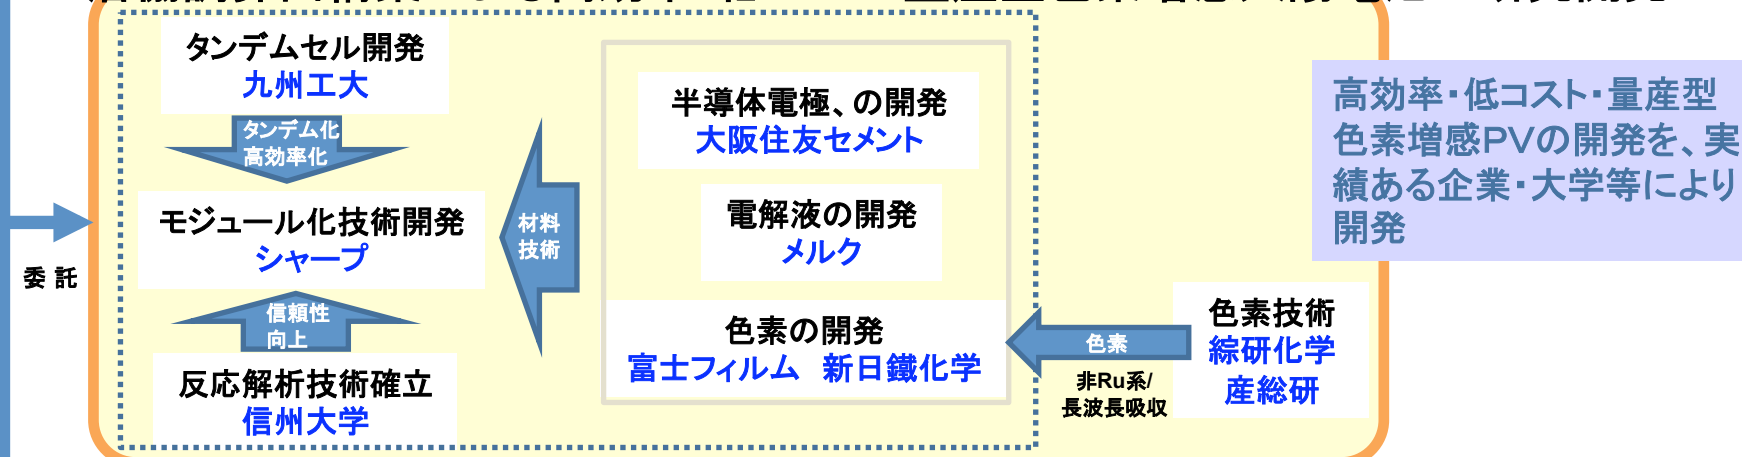 タンデムセル開発
九州工大
タンデム化
高効率化
モジュール化技術開発
シャープ
信頼性
向上
反応解析技術確立
信州大学
材料
技術
半導体電極、の開発
大阪住友セメント
電解液の開発
メルク
色素の開発
富士フィルム 新日鐵化学
色素
非Ru系/
長波長吸収
色素技術
綜研化学
産総研
高効率・低コスト・量産型
色素増感PVの開発を、実
績ある企業・大学等により
開発
委 託